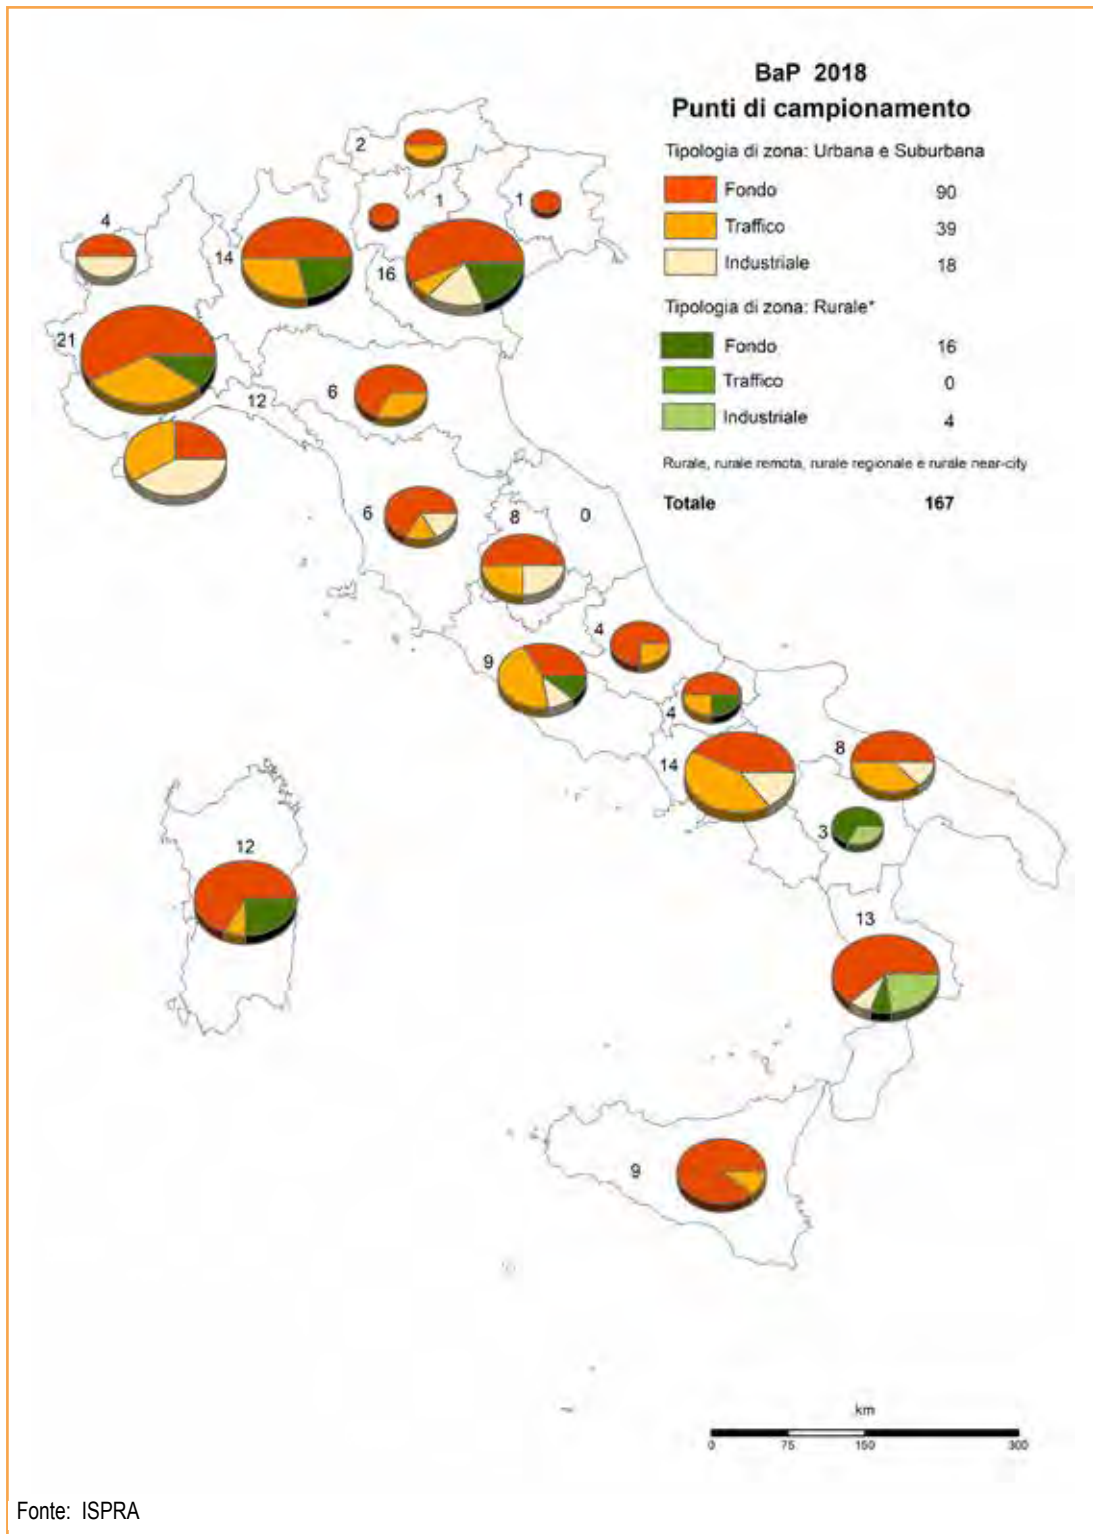 BaP 2018
Punti di campionamento
Tipologia di zona: Urbana e Suburbana
Fondo 90
Traffico 39
Industriale 18
Tipologia di zona: Rurale*
Fondo 16
Traffico 0
Industriale 4
Rurale, rurale remota, rurale regionale e rurale near-city
Totale 167
2
1
1
4
14
16
21
12
6
6
8
0
4
9
4
14
8
3
12
13
9
km
0 75 150 300
Fonte: ISPRA